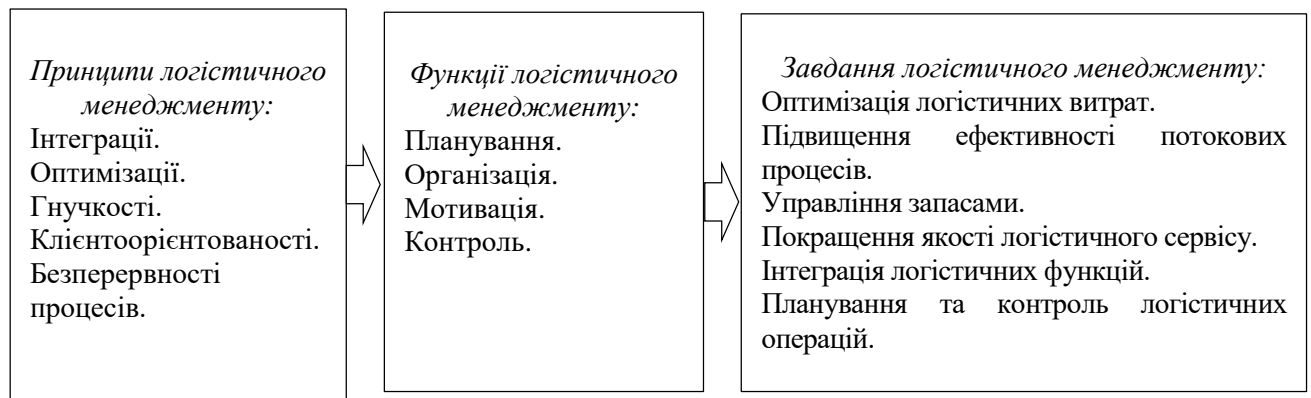 Принципи логістичного
менеджменту:
Інтеграції.
Оптимізації.
Гнучкості.
Клієнтоорієнтованості.
Безперервності
процесів.
Функції логістичного
менеджменту:
Планування.
Організація.
Мотивація.
Контроль.
Завдання логістичного менеджменту:
Оптимізація логістичних витрат.
Підвищення ефективності потокових
процесів.
Управління запасами.
Покращення якості логістичного сервісу.
Інтеграція логістичних функцій.
Планування та контроль логістичних
операцій.